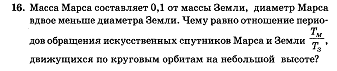 16. Масса Марса составляет 0,1 от массы Земли, диаметр Марса
вдвое меньше диаметра Земли. Чему равно отношение перио-
дов обращения искусственных спутников Марса и Земли T_М/T_З,
движущихся по круговым орбитам на небольшой высоте?